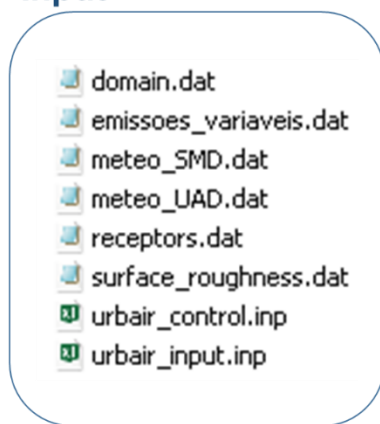 domain.dat
emissoes_variaveis.dat
meteo_SMD.dat
meteo_UAD.dat
receptors.dat
surface_roughness.dat
urbair_control.inp
urbair_input.inp